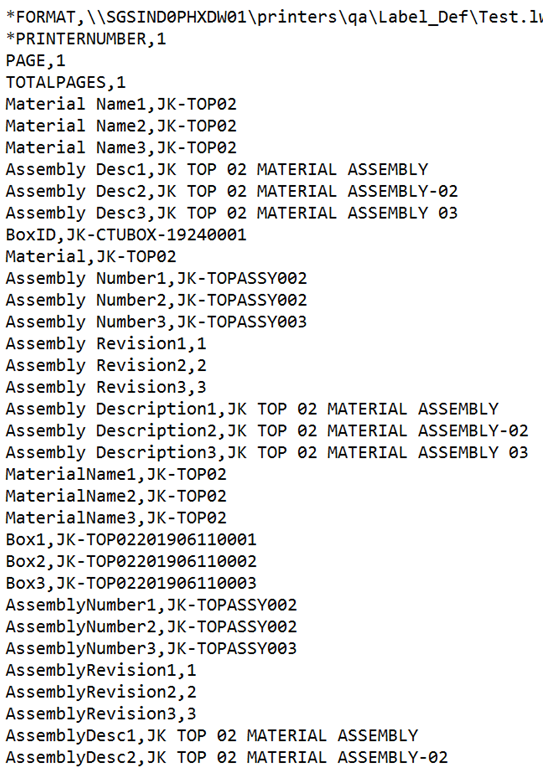 *FORMAT,\\SGSIND0PHXDW01\printers\qa\Label_Def\Test.lw
*PRINTERNUMBER,1
PAGE,1
TOTALPAGES,1
Material Name1,JK-TOP02
Material Name2,JK-TOP02
Material Name3,JK-TOP02
Assembly Desc1,JK TOP 02 MATERIAL ASSEMBLY
Assembly Desc2,JK TOP 02 MATERIAL ASSEMBLY-02
Assembly Desc3,JK TOP 02 MATERIAL ASSEMBLY 03
BoxID,JK-CTUBOX-19240001
Material,JK-TOP02
Assembly Number1,JK-TOPASSY002
Assembly Number2,JK-TOPASSY002
Assembly Number3,JK-TOPASSY003
Assembly Revision1,1
Assembly Revision2,2
Assembly Revision3,3
Assembly Description1,JK TOP 02 MATERIAL ASSEMBLY
Assembly Description2,JK TOP 02 MATERIAL ASSEMBLY-02
Assembly Description3,JK TOP 02 MATERIAL ASSEMBLY 03
MaterialName1,JK-TOP02
MaterialName2,JK-TOP02
MaterialName3,JK-TOP02
Box1,JK-TOP02201906110001
Box2,JK-TOP02201906110002
Box3,JK-TOP02201906110003
AssemblyNumber1,JK-TOPASSY002
AssemblyNumber2,JK-TOPASSY002
AssemblyNumber3,JK-TOPASSY003
AssemblyRevision1,1
AssemblyRevision2,2
AssemblyRevision3,3
AssemblyDesc1,JK TOP 02 MATERIAL ASSEMBLY
AssemblyDesc2,JK TOP 02 MATERIAL ASSEMBLY-02